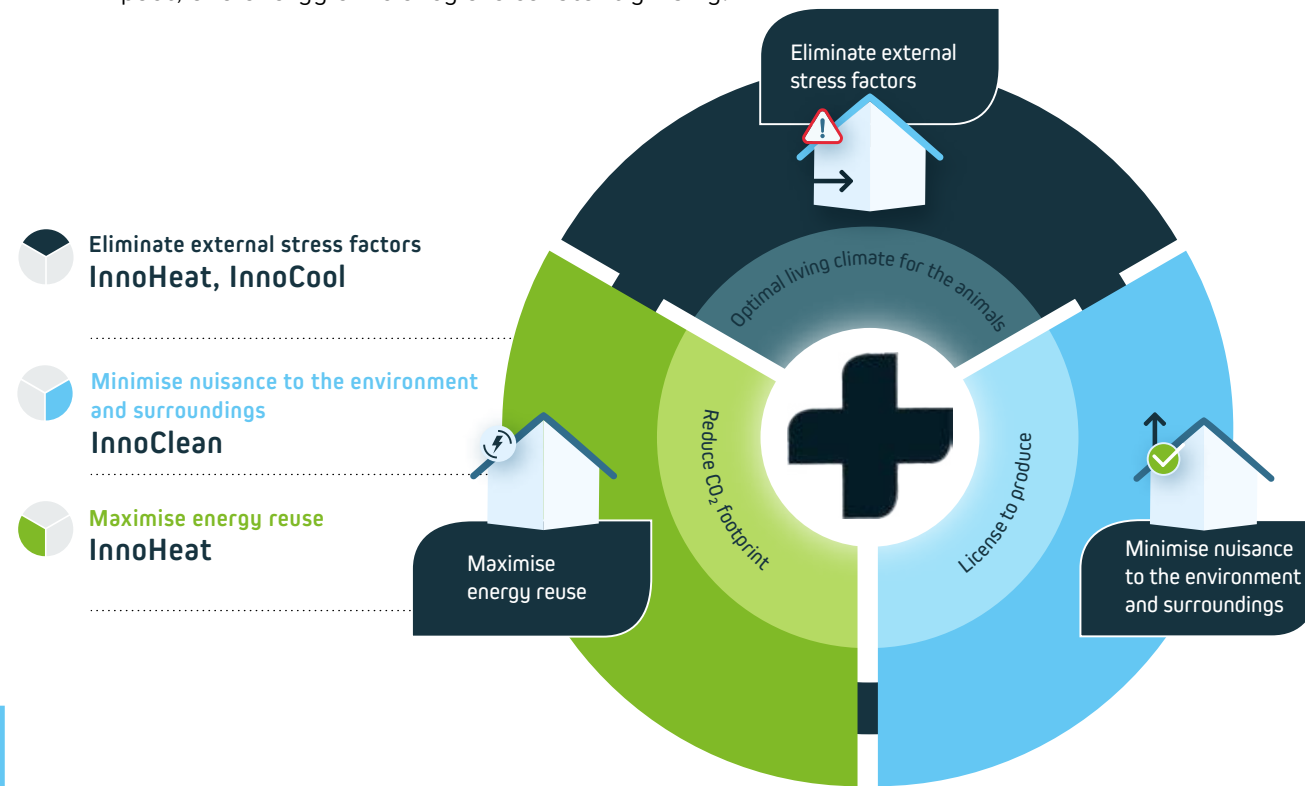 Eliminate external
stress factors
Eliminate external stress factors
InnoHeat, InnoCool
Optimal living climate for the animals
Minimise nuisance to the environment
and surroundings
InnoClean
Reduce CO₂ footprint
License to produce
Maximise energy reuse
InnoHeat
Maximise
energy reuse
Minimise nuisance
to the environment
and surroundings